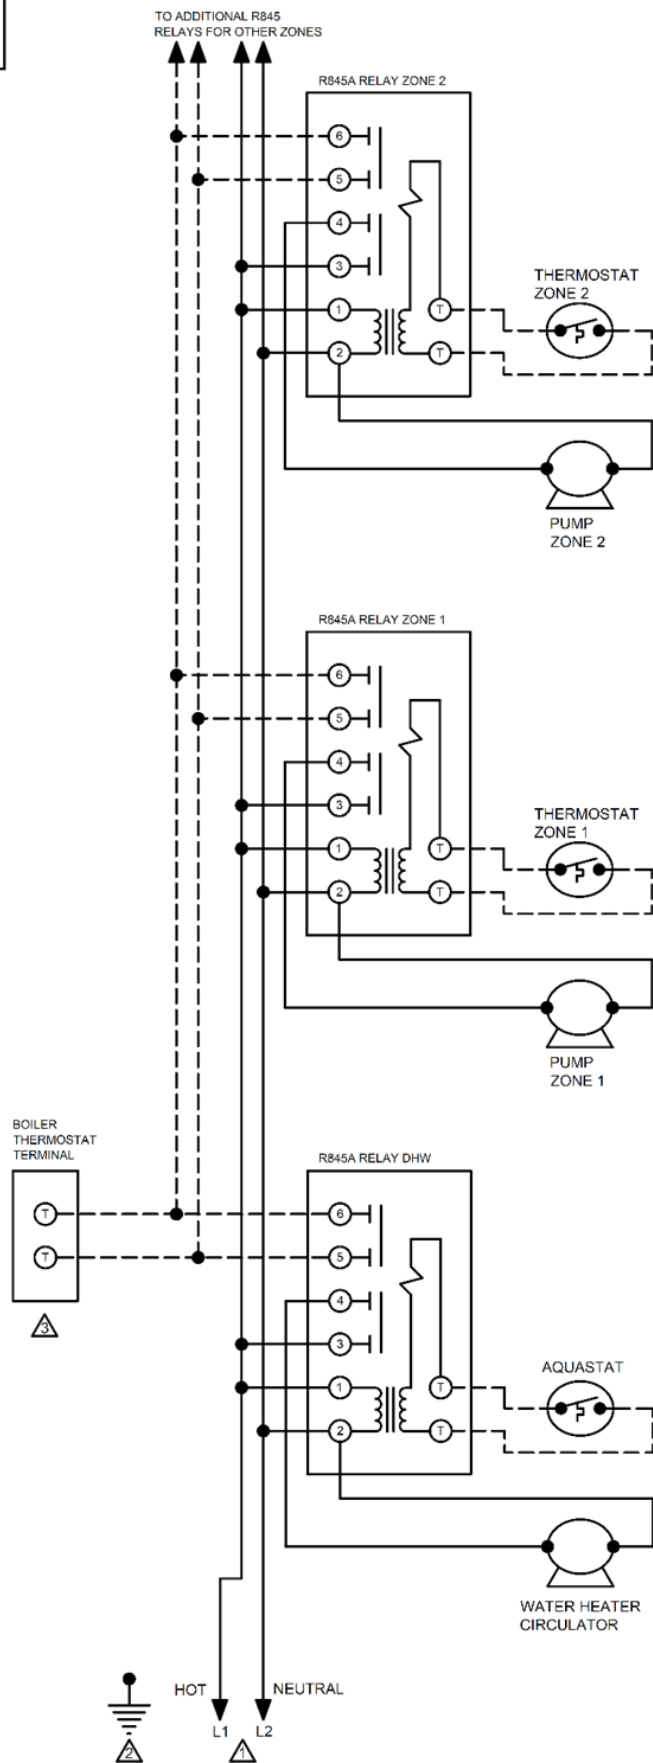 TO ADDITIONAL R845
RELAYS FOR OTHER ZONES
R845A RELAY ZONE 2
6
5
4
3
1
T
2
T
THERMOSTAT
ZONE 2
PUMP
ZONE 2
R845A RELAY ZONE 1
6
5
4
3
1
T
2
T
THERMOSTAT
ZONE 1
PUMP
ZONE 1
BOILER
THERMOSTAT
TERMINAL
T
T
3
R845A RELAY DHW
6
5
4
3
1
T
2
T
AQUASTAT
WATER HEATER
CIRCULATOR
HOT
NEUTRAL
L1
L2
2
1